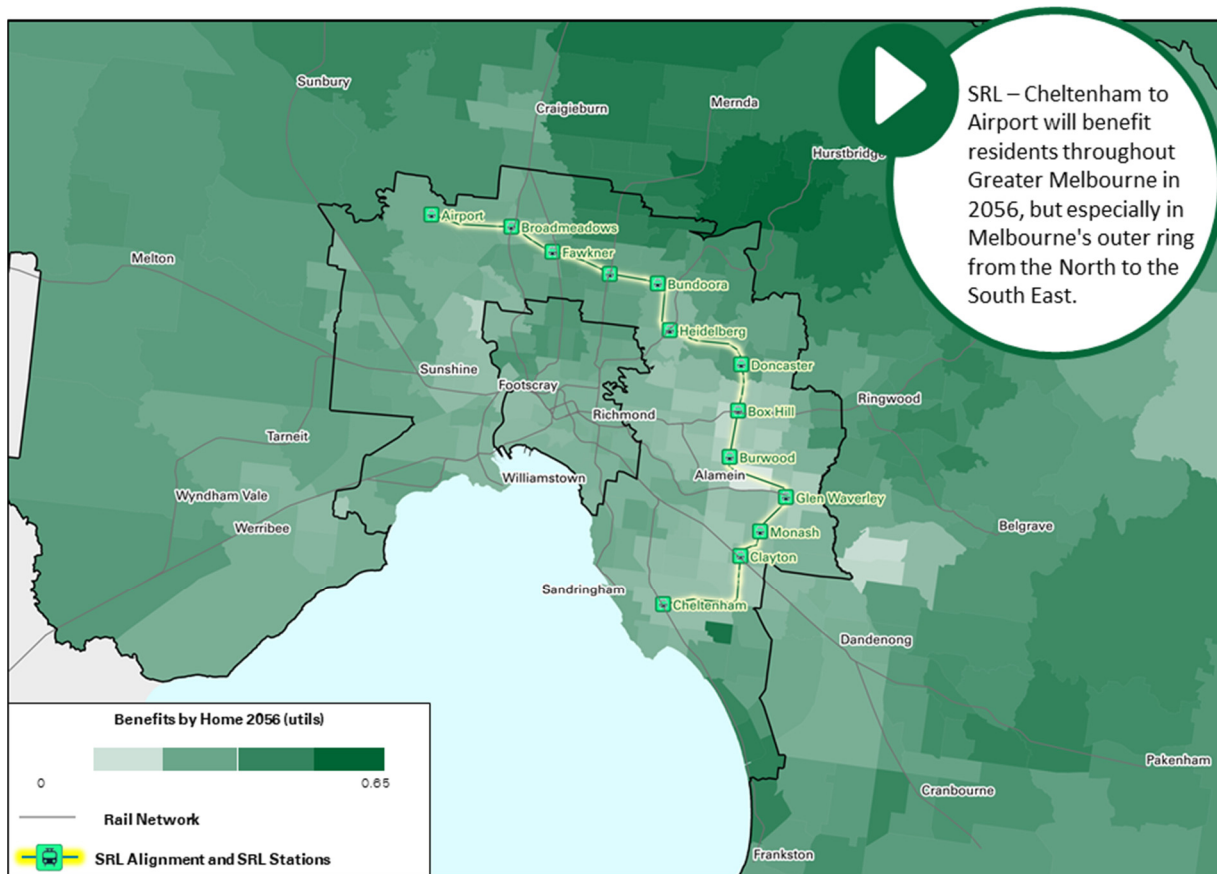 Sunbury
Craigieburn
Mernda
Hurstbridge
SRL – Cheltenham to
Airport will benefit
residents throughout
Greater Melbourne in
2056, but especially in
Melbourne's outer ring
from the North to the
South East.
Airport
Broadmeadows
Fawkner
Melton
Bundoora
Heidelberg
Sunshine
Doncaster
Footscray
Ringwood
Richmond
Box Hill
Tarneit
Burwood
Williamstown
Alamein
Wyndham Vale
Glen Waverley
Werribee
Belgrave
Monash
Clayton
Sandringham
Cheltenham
Dandenong
Benefits by Home 2056 (utils)
0
0.65
Pakenham
Cranbourne
Rail Network
Frankston
SRL Alignment and SRL Stations